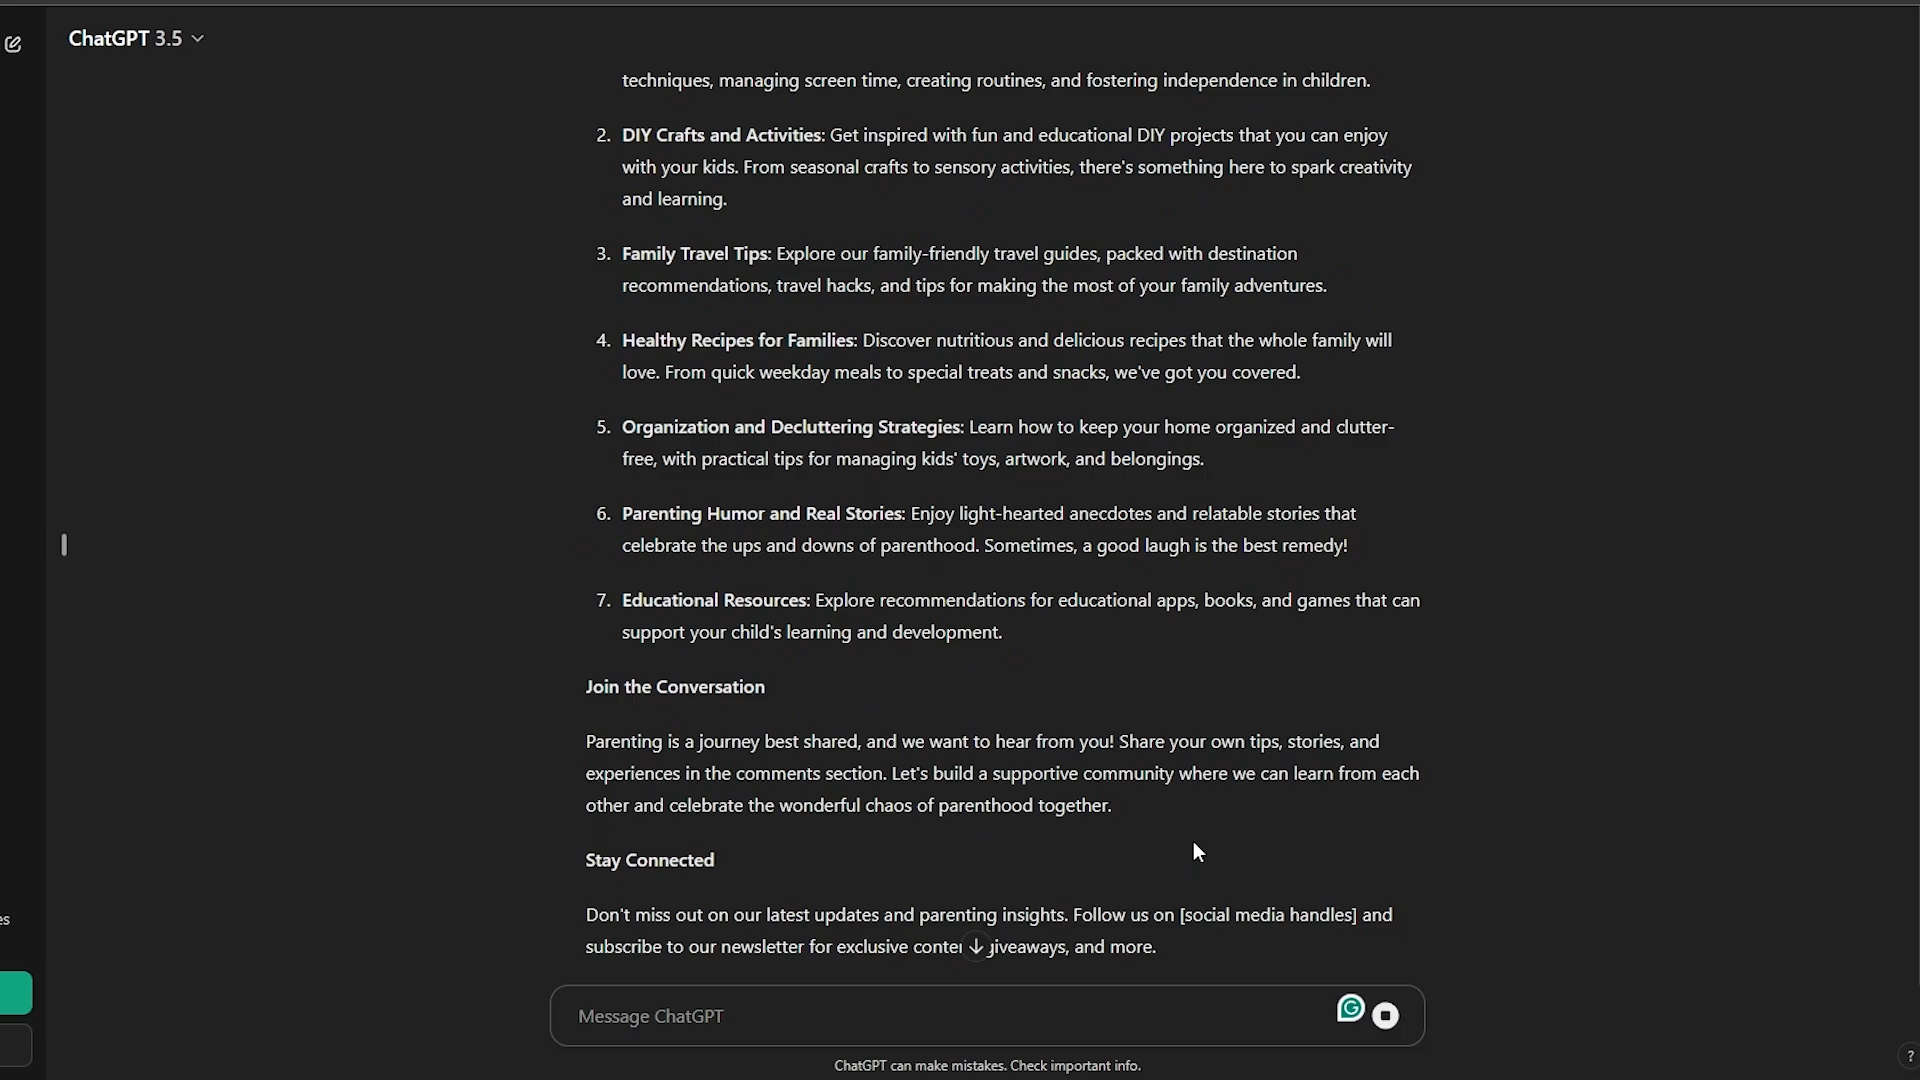 ChatGPT 3.5
techniques, managing screen time, creating routines, and fostering independence in children.
2. DIY Crafts and Activities: Get inspired with fun and educational DIY projects that you can enjoy
with your kids. From seasonal crafts to sensory activities, there's something here to spark creativity
and learning.
3. Family Travel Tips: Explore our family-friendly travel guides, packed with destination
recommendations, travel hacks, and tips for making the most of your family adventures.
4. Healthy Recipes for Families: Discover nutritious and delicious recipes that the whole family will
love. From quick weekday meals to special treats and snacks, we've got you covered.
5. Organization and Decluttering Strategies: Learn how to keep your home organized and clutter-
free, with practical tips for managing kids' toys, artwork, and belongings.
6. Parenting Humor and Real Stories: Enjoy light-hearted anecdotes and relatable stories that
celebrate the ups and downs of parenthood. Sometimes, a good laugh is the best remedy!
7. Educational Resources: Explore recommendations for educational apps, books, and games that can
support your child's learning and development.
Join the Conversation
Parenting is a journey best shared, and we want to hear from you! Share your own tips, stories, and
experiences in the comments section. Let's build a supportive community where we can learn from each
other and celebrate the wonderful chaos of parenthood together.
Stay Connected
es
Don't miss out on our latest updates and parenting insights. Follow us on [social media handles] and
subscribe to our newsletter for exclusive conte giveaways, and more.
Message ChatGPT
G
ChatGPT can make mistakes. Check important info.
?